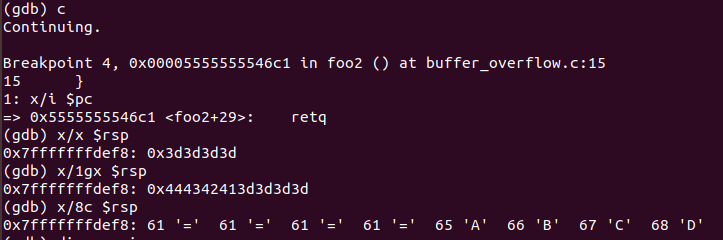 (gdb) c
Continuing.
Breakpoint 4, 0x00005555555546c1 in foo2 () at buffer_overflow.c:15
15 }
1: x/i $pc
=> 0x5555555546c1 <foo2+29>: retq
(gdb) x/x $rsp
0x7fffffffdef8: 0x3d3d3d3d
(gdb) x/1gx $rsp
0x7fffffffdef8: 0x444342413d3d3d3d
(gdb) x/8c $rsp
0x7fffffffdef8: 61 '=' 61 '=' 61 '=' 61 '=' 65 'A' 66 'B' 67 'C' 68 'D'